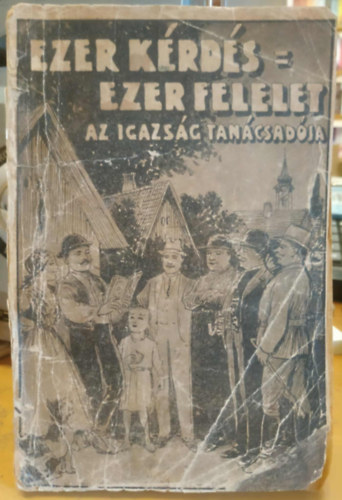 EZER KÉRDÉS =
EZER FELELET
AZ IGAZSÁG TANÁCSADÓJA